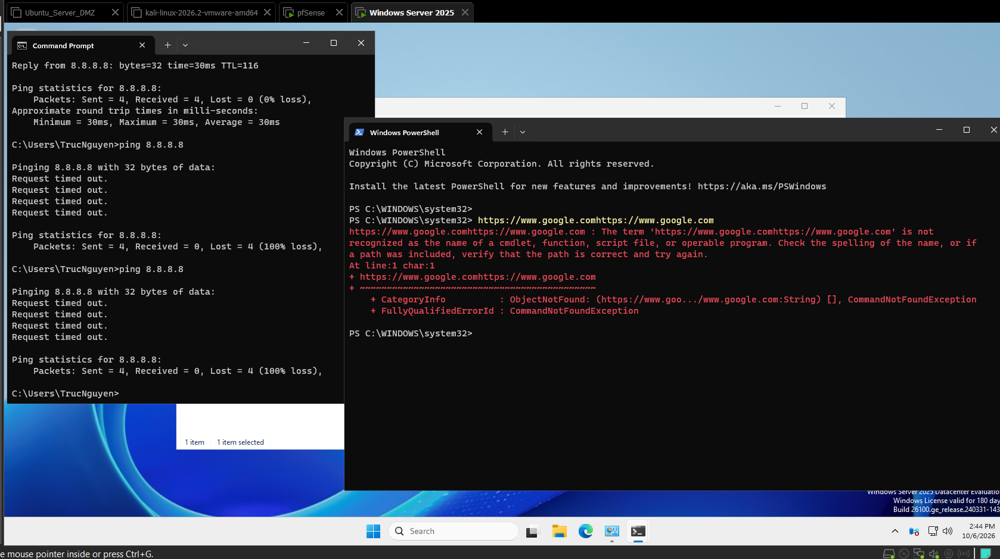 Ubuntu_Server_DMZ
kali-linux-2026.2-vmware-amd64
pfSense
Windows Server 2025
Command Prompt
Reply from 8.8.8.8: bytes=32 time=30ms TTL=116
Ping statistics for 8.8.8.8:
Packets: Sent = 4, Received = 4, Lost = 0 (0% loss),
Approximate round trip times in milli-seconds:
Minimum = 30ms, Maximum = 30ms, Average = 30ms
C:\Users\TrucNguyen>ping 8.8.8.8
Pinging 8.8.8.8 with 32 bytes of data:
Request timed out.
Request timed out.
Request timed out.
Request timed out.
Ping statistics for 8.8.8.8:
Packets: Sent = 4, Received = 0, Lost = 4 (100% loss),
C:\Users\TrucNguyen>ping 8.8.8.8
Pinging 8.8.8.8 with 32 bytes of data:
Request timed out.
Request timed out.
Request timed out.
Request timed out.
Ping statistics for 8.8.8.8:
Packets: Sent = 4, Received = 0, Lost = 4 (100% loss),
C:\Users\TrucNguyen>
1 item 1 item selected
Windows PowerShell
Windows PowerShell
Copyright (C) Microsoft Corporation. All rights reserved.
Install the latest PowerShell for new features and improvements! https://aka.ms/PSWindows
PS C:\WINDOWS\system32>
PS C:\WINDOWS\system32> https://www.google.comhttps://www.google.com
https://www.google.comhttps://www.google.com : The term 'https://www.google.comhttps://www.google.com' is not
recognized as the name of a cmdlet, function, script file, or operable program. Check the spelling of the name, or if
a path was included, verify that the path is correct and try again.
At line:1 char:1
+ https://www.google.comhttps://www.google.com
+ ~~~~~~~~~~~~~~~~~~~~~~~~~~~~~~~~~~~~~~~~~~~~
+ CategoryInfo : ObjectNotFound: (https://www.goo.../www.google.com:String) [], CommandNotFoundException
+ FullyQualifiedErrorId : CommandNotFoundException
PS C:\WINDOWS\system32>
Windows Server 2025 Datacenter Evaluatio
Windows License valid for 180 day
Build 26100.ge_release.240331-143
Search
2:44 PM
10/6/2026
e mouse pointer inside or press Ctrl+G.